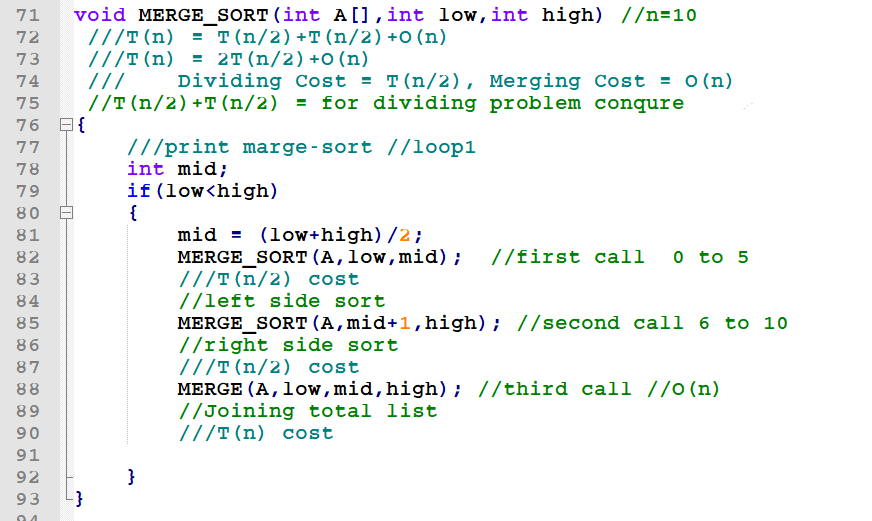 71 void MERGE_SORT(int A[],int low,int high) //n=10
72 ///T(n) = T(n/2)+T(n/2)+O(n)
73 ///T(n) = 2T(n/2)+O(n)
74 ///    Dividing Cost = T(n/2), Merging Cost = O(n)
75 //T(n/2)+T(n/2) = for dividing problem conqure
76 {
77 ///print marge-sort //loop1
78 int mid;
79 if(low<high)
80 {
81 mid = (low+high)/2;
82 MERGE_SORT(A,low,mid);  //first call  0 to 5
83 ///T(n/2) cost
84 //left side sort
85 MERGE_SORT(A,mid+1,high); //second call 6 to 10
86 //right side sort
87 ///T(n/2) cost
88 MERGE(A,low,mid,high); //third call //O(n)
89 //Joining total list
90 ///T(n) cost
91
92 }
93 }
94